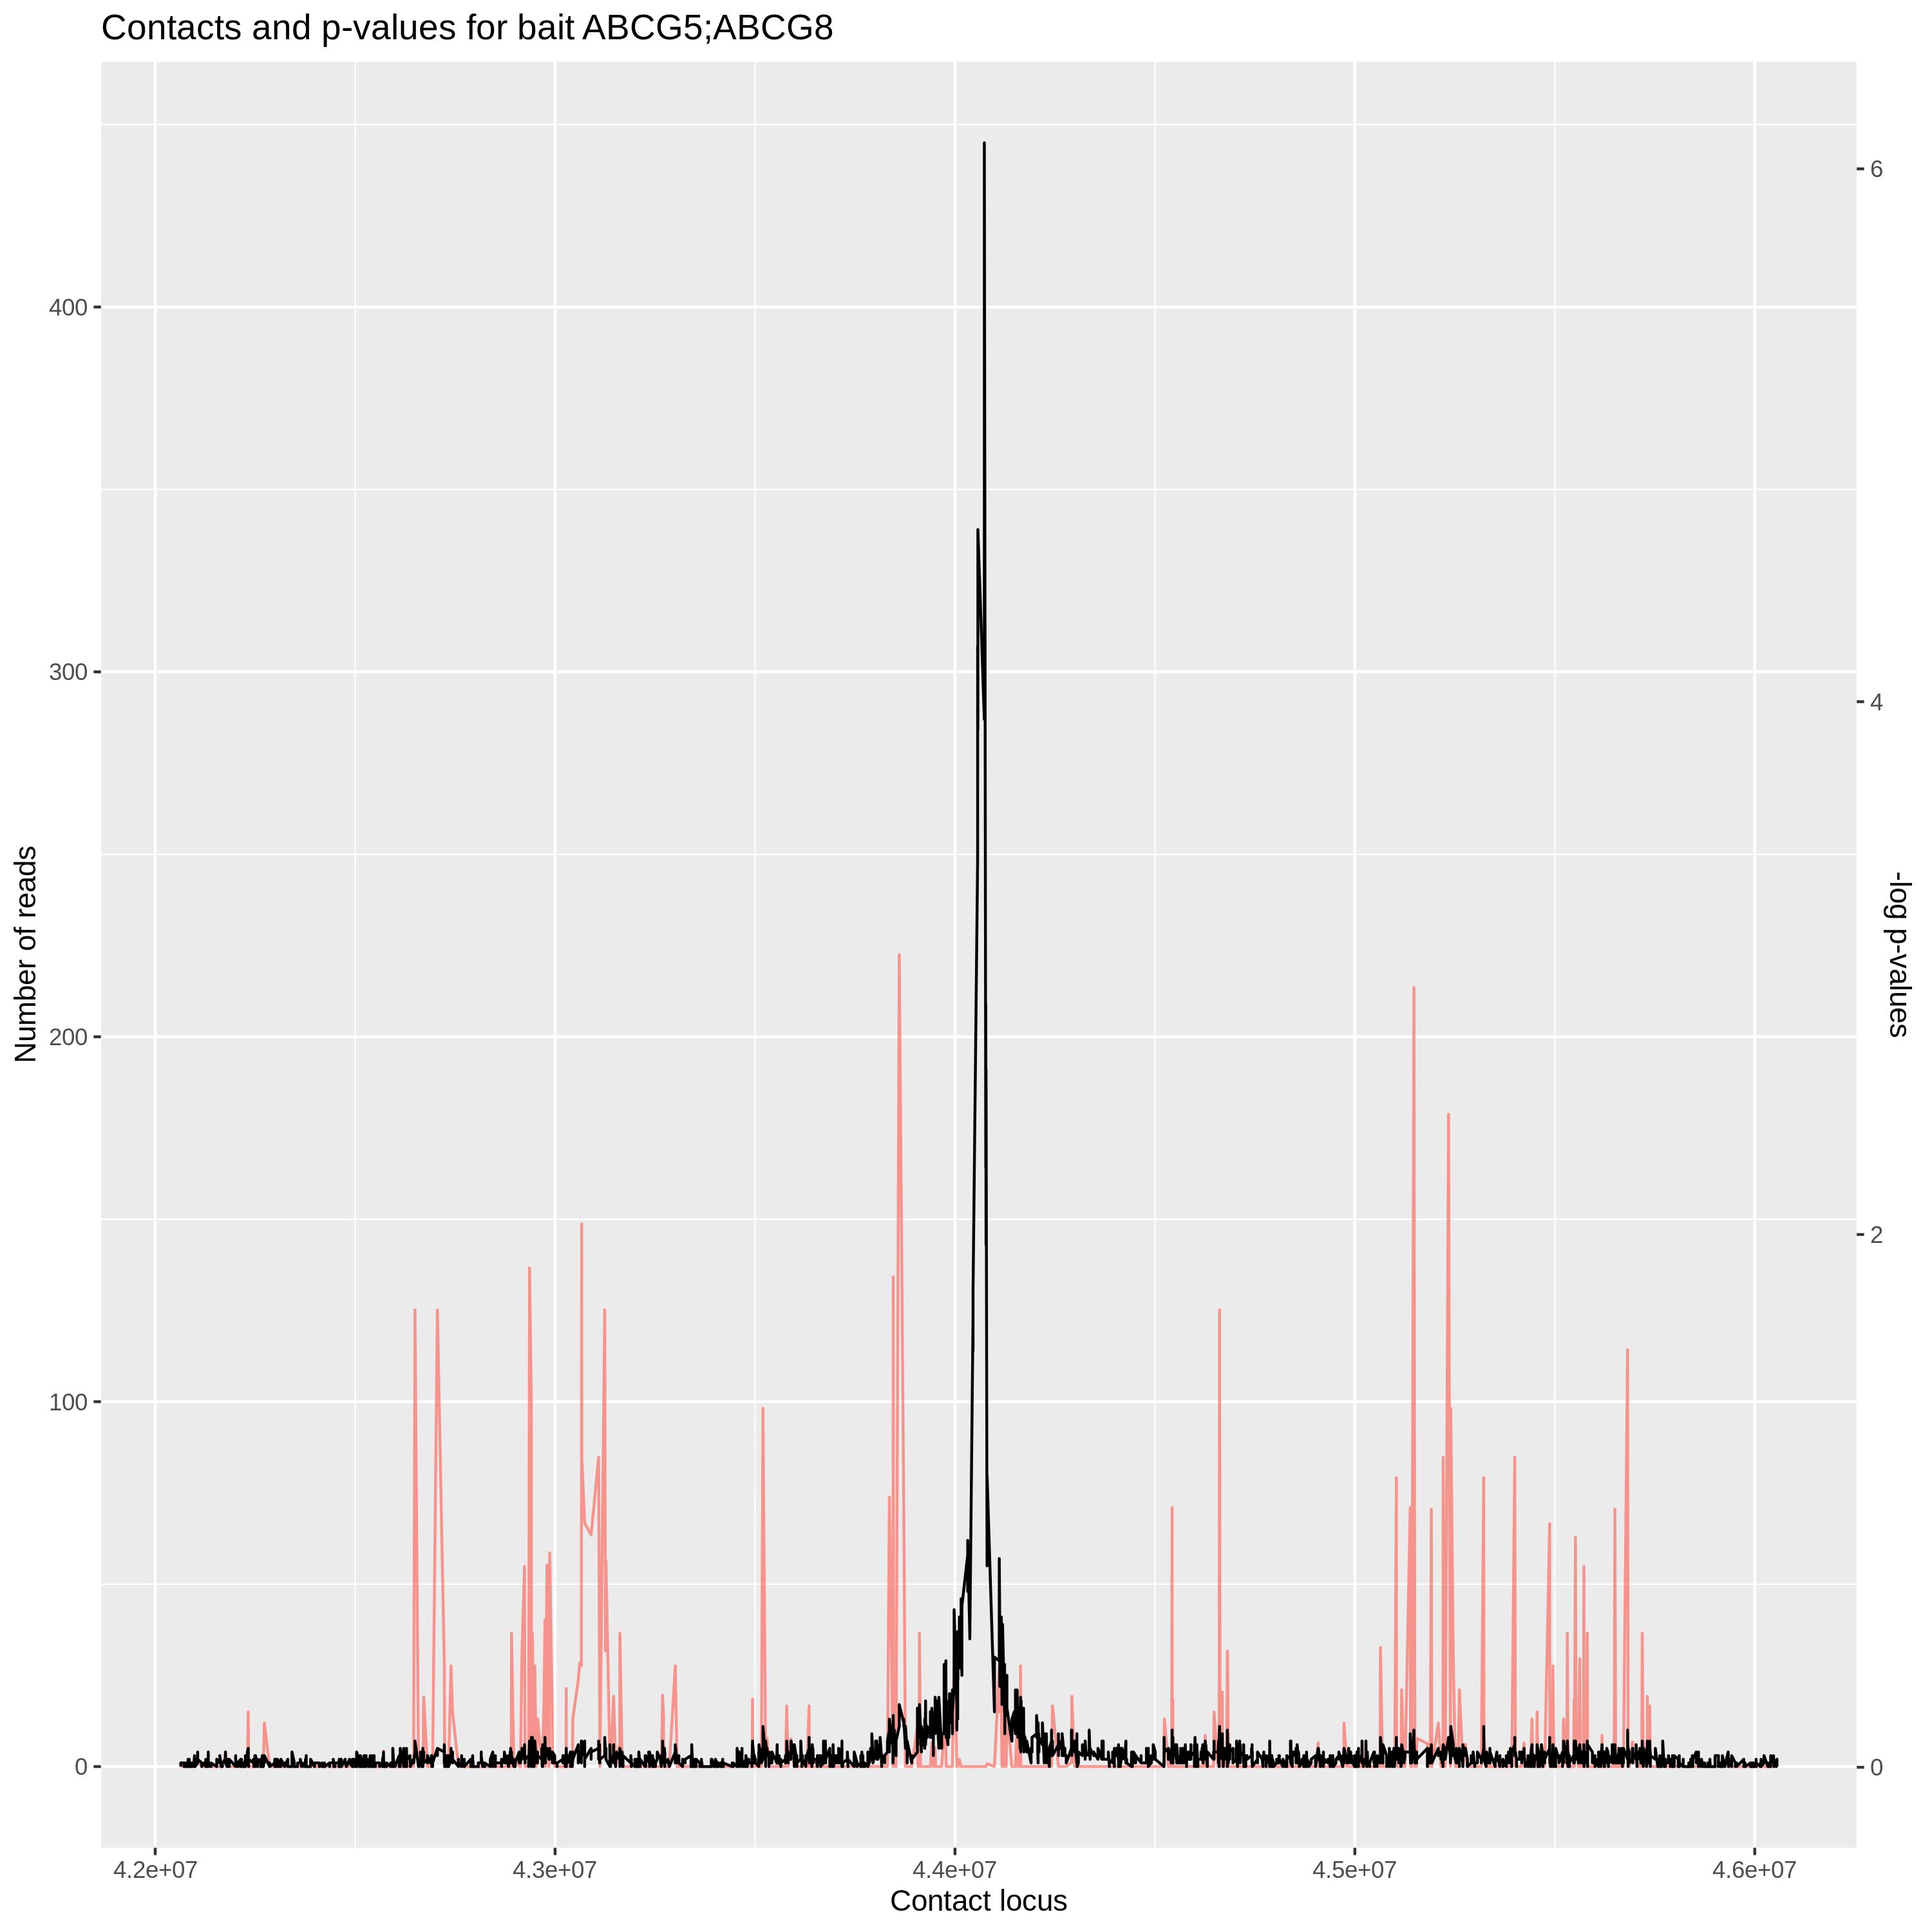 Contacts and p-values for bait ABCG5;ABCG8
Number of reads
400
300
200
100
0
6
4
2
0
-log p-values
4.2e+07
4.3e+07
4.4e+07
4.5e+07
4.6e+07
Contact locus